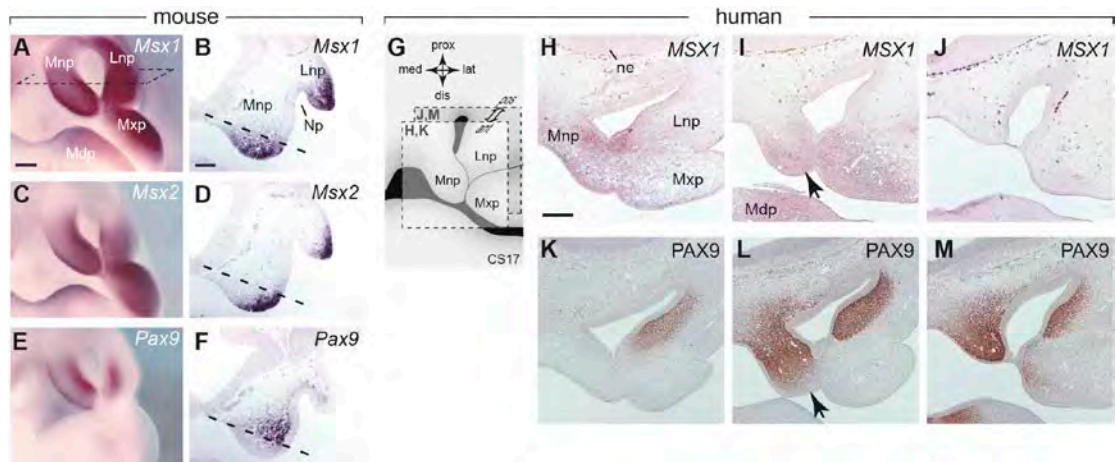 mouse
human
A
Msx1
Mnp
Lnp
Mxp
Mdp
B
Msx1
Lnp
Mnp
Np
C
Msx2
D
Msx2
E
Pax9
F
Pax9
G
prox
med
lat
dis
J,M
H,K
Lnp
Mnp
Mxp
CS17
H
MSX1
ne
Mnp
Lnp
Mxp
I
MSX1
Mdp
J
MSX1
K
PAX9
L
PAX9
M
PAX9